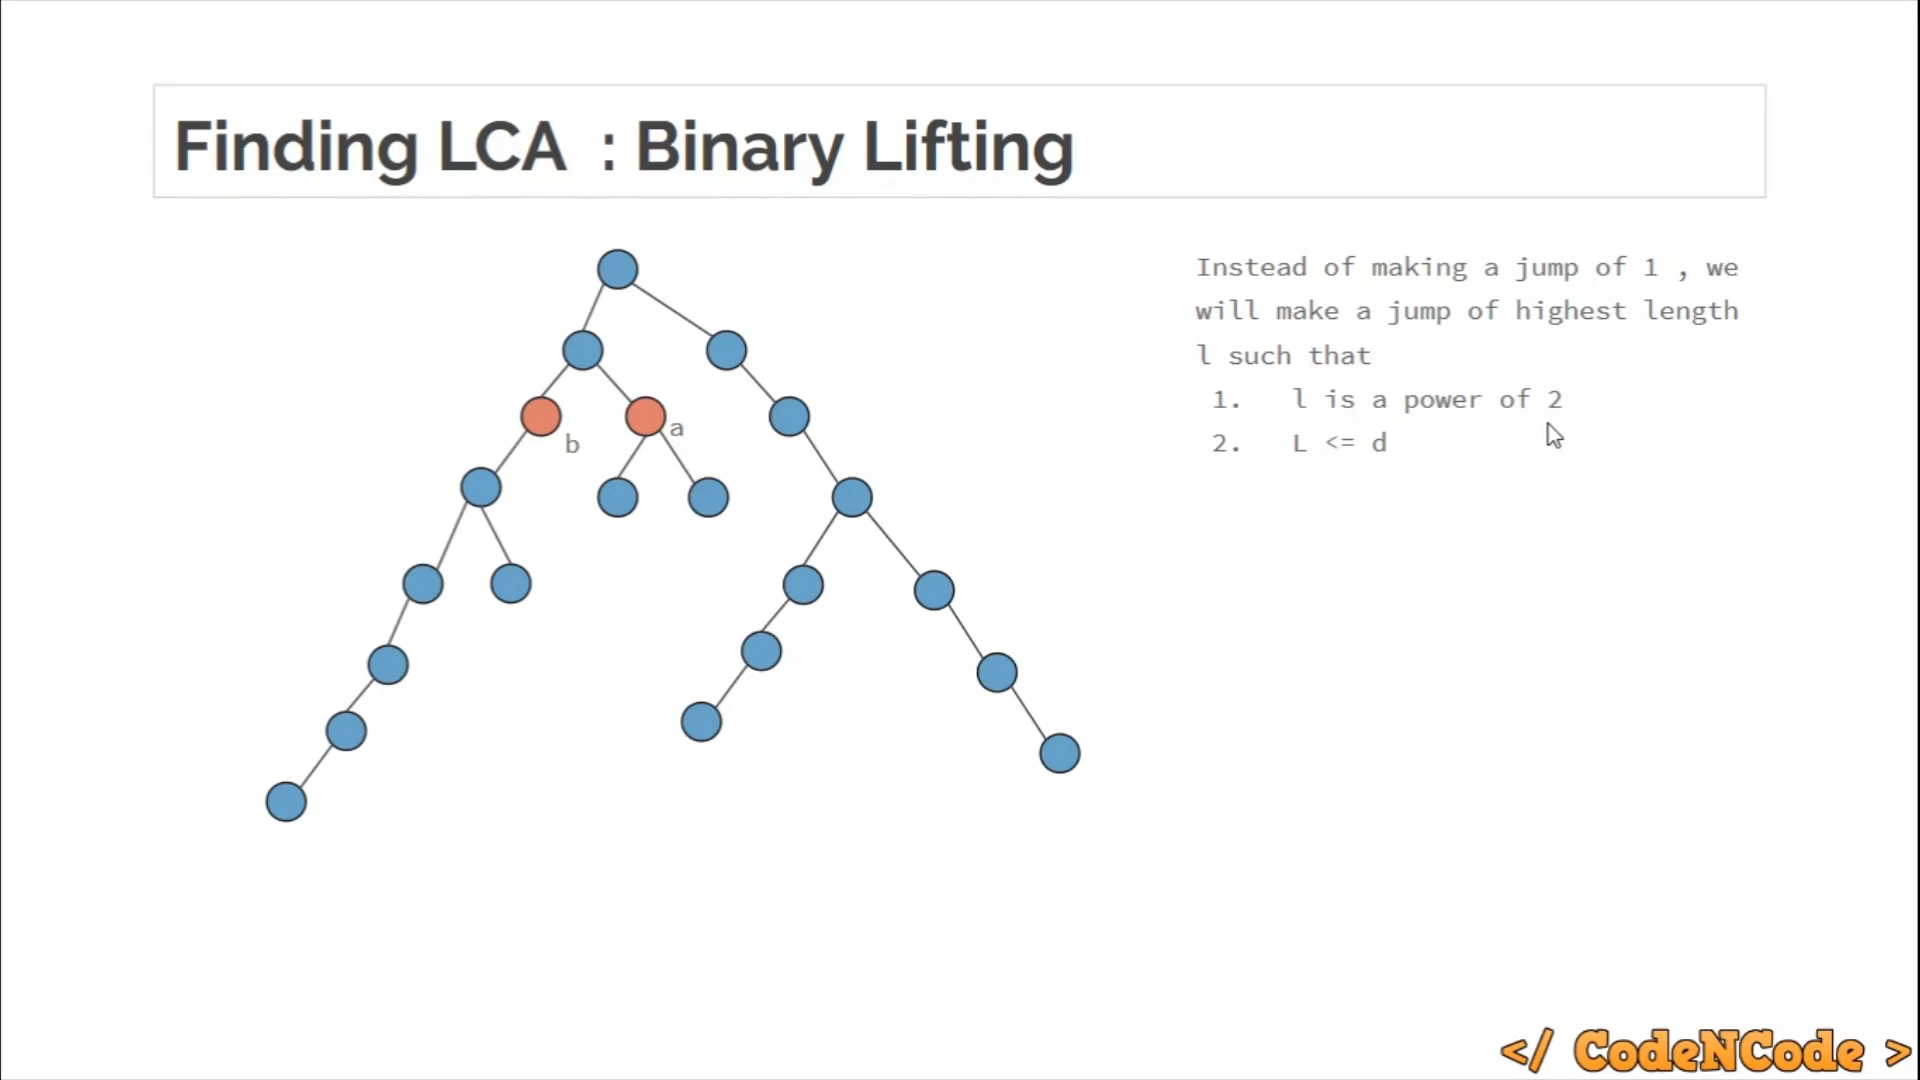 Finding LCA : Binary Lifting
Instead of making a jump of 1 , we
will make a jump of highest length
l such that
1. l is a power of 2
2. L <= d
b
a
</ CodeNCode >